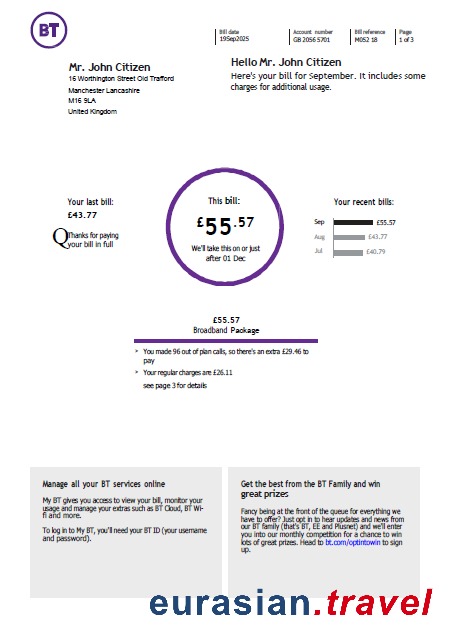 BT
Bill date
19Sep2025
Account number
GB 2056 5701
Bill reference
M052 18
Page
1 of 3
Mr. John Citizen
16 Worthington Street Old Trafford
Manchester Lancashire
M16 9LA
United Kingdom
Hello Mr. John Citizen
Here's your bill for September. It includes some
charges for additional usage.
Your last bill:
£43.77
Thanks for paying
your bill in full
This bill:
£55.57
We'll take this on or just
after 01 Dec
Your recent bills:
Sep £55.57
Aug £43.77
Jul £40.79
£55.57
Broadband Package
You made 96 out of plan calls, so there's an extra £29.46 to
pay
Your regular charges are £26.11
see page 3 for details
Manage all your BT services online
My BT gives you access to view your bill, monitor your
usage and manage your extras such as BT Cloud, BT Wi-
fi and more.
To log in to My BT, you'll need your BT ID (your username
and password).
Get the best from the BT Family and win
great prizes
Fancy being at the front of the queue for everything we
have to offer? Just opt in to hear updates and news from
our BT family (that's BT, EE and Plusnet) and we'll enter
you into our monthly competition for a chance to win
lots of great prizes. Head to bt.com/optintowin to sign
up.
eurasian.travel